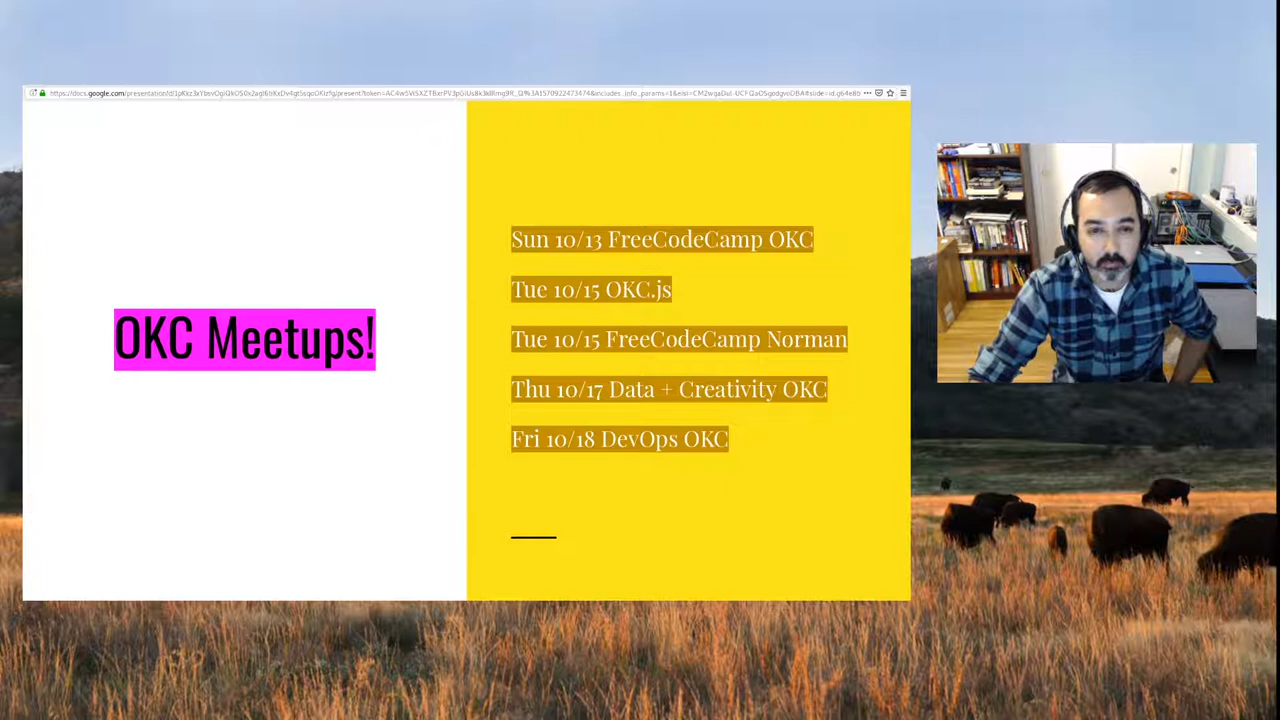 OKC Meetups!
Sun 10/13 FreeCodeCamp OKC
Tue 10/15 OKC.js
Tue 10/15 FreeCodeCamp Norman
Thu 10/17 Data + Creativity OKC
Fri 10/18 DevOps OKC